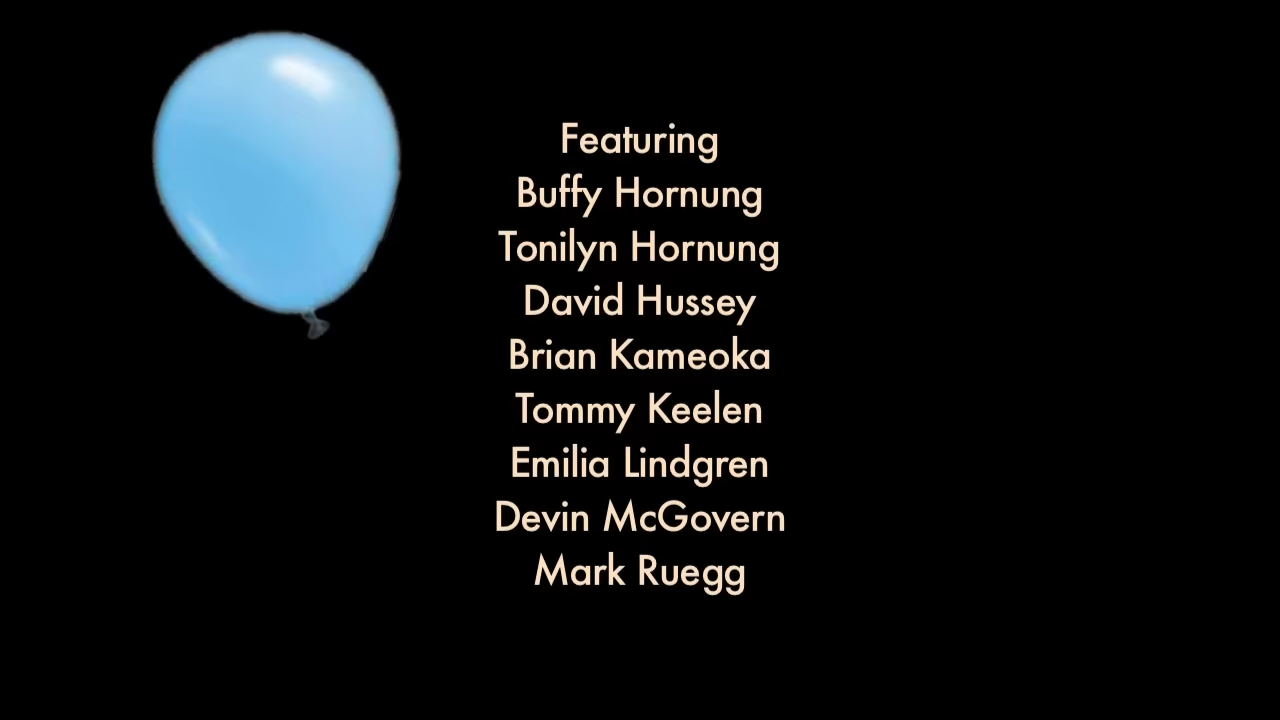 Featuring
Buffy Hornung
Tonilyn Hornung
David Hussey
Brian Kameoka
Tommy Keelen
Emilia Lindgren
Devin McGovern
Mark Ruegg